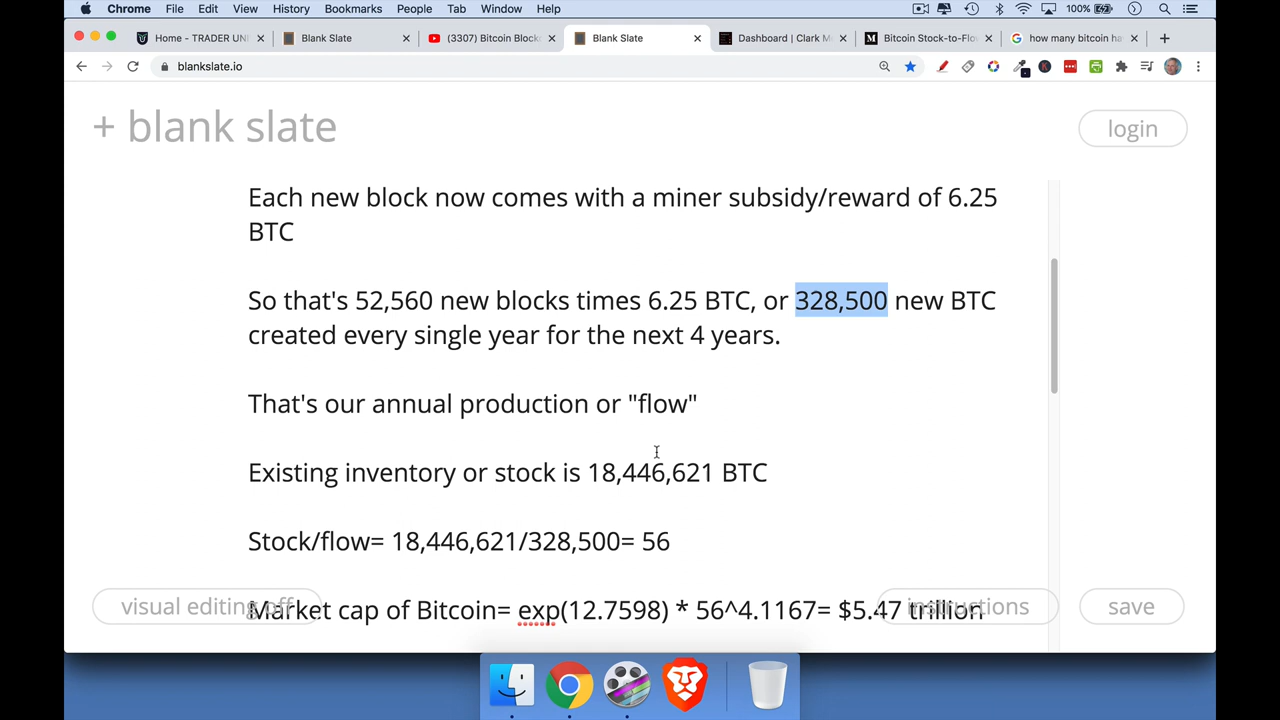 Chrome File Edit View History Bookmarks People Tab Window Help 100%
Home - TRADER UNI Blank Slate (3307) Bitcoin Block Blank Slate Dashboard | Clark M Bitcoin Stock-to-Flo how many bitcoin ha
blankslate.io
+ blank slate login
Each new block now comes with a miner subsidy/reward of 6.25
BTC
So that's 52,560 new blocks times 6.25 BTC, or 328,500 new BTC
created every single year for the next 4 years.
That's our annual production or "flow"
Existing inventory or stock is 18,446,621 BTC
Stock/flow= 18,446,621/328,500= 56
Market cap of Bitcoin= exp(12.7598) * 56^4.1167= $5.47 trillion
visual editing off instructions save